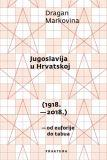 Dragan
Markovina
Jugoslavija
u Hrvatskoj
(1918.
—2018.)
—od euforije
do tabua
FRAKTURA